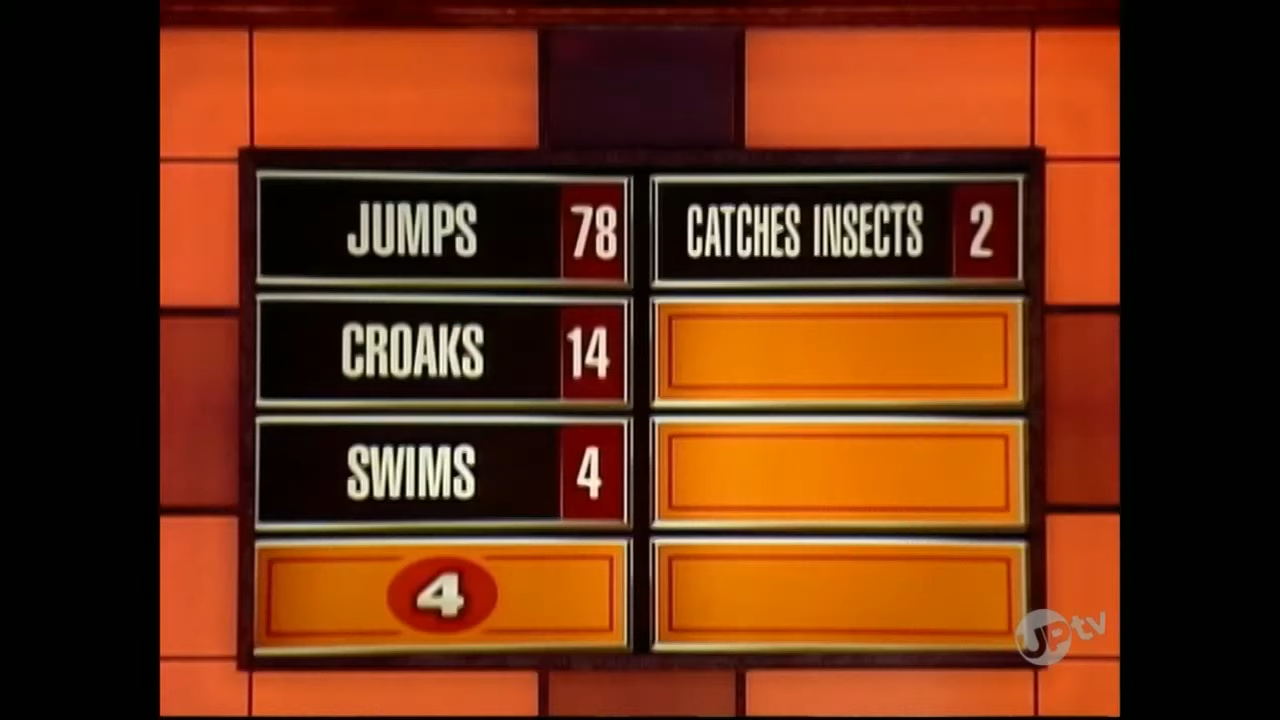 JUMPS 78
CROAKS 14
SWIMS 4
4
CATCHES INSECTS 2
JPtv